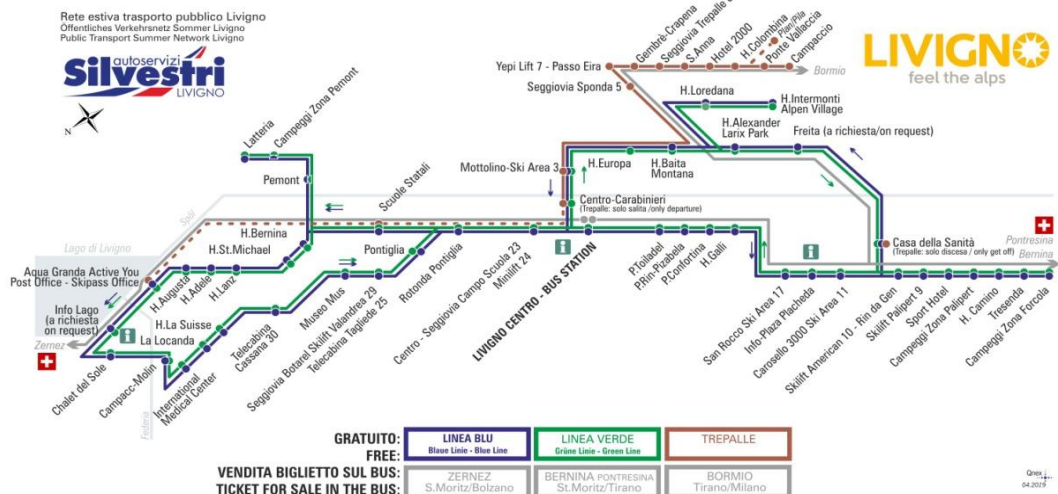 Rete estiva trasporto pubblico Livigno
Öffentliches Verkehrsnetz Sommer Livigno
Public Transport Summer Network Livigno
autoservizi
Silvestri
LIVIGNO
N
LIVIGNO
feel the alps
Gembrè-Crapena
Seggiovia Trepalle
S.Anna
Hotel 2000
H.Colombina
Plan/Pila
Ponte Vallaccia
Campaccio
Yepi Lift 7 - Passo Eira
Bormio
Seggiovia Sponda 5
H.Loredana
H.Intermonti
Alpen Village
H.Alexander
Larix Park
Freita (a richiesta/on request)
Latteria
Campeggi Zona Pemont
Pemont
Scuole Statali
Mottolino-Ski Area 3
H.Europa
H.Baita
Montana
Centro-Carabinieri
(Trepalle: solo salita /only departure)
Spöl
Lago di Livigno
H.Bernina
H.St.Michael
Pontiglia
Casa della Sanità
(Trepalle: solo discesa / only get off)
Pontresina
Bernina
Aqua Granda Active You
Post Office - Skipass Office
H.Augusta
H.Adele
H.Lanz
Info Lago
(a richiesta
on request)
Zernez
H.La Suisse
La Locanda
Chalet del Sole
Campacc-Molin
Federia
International
Medical Center
Telecabina
Cassana 30
Museo Mus
Seggiovia Botarel Skilift Valandrea 29
Telecabina Tagliede 25
Rotonda Pontiglia
Centro - Seggiovia Campo Scuola 23
Minilift 24
LIVIGNO CENTRO - BUS STATION
P.Toiladel
P.Rin-Pizabela
P.Confortina
H.Galli
San Rocco Ski Area 17
Info-Plaza Placheda
Carosello 3000 Ski Area 11
Skilift American 10 - Rin da Gen
Skilift Palipert 9
Sport Hotel
Campeggi Zona Palipert
H. Camino
Tresenda
Campeggi Zona Forcola
GRATUITO:
FREE:
LINEA BLU
Blaue Linie - Blue Line
LINEA VERDE
Grüne Linie - Green Line
TREPALLE
VENDITA BIGLIETTO SUL BUS:
TICKET FOR SALE IN THE BUS:
ZERNEZ
S.Moritz/Bolzano
BERNINA PONTRESINA
St.Moritz/Tirano
BORMIO
Tirano/Milano
Qnex
04.2019